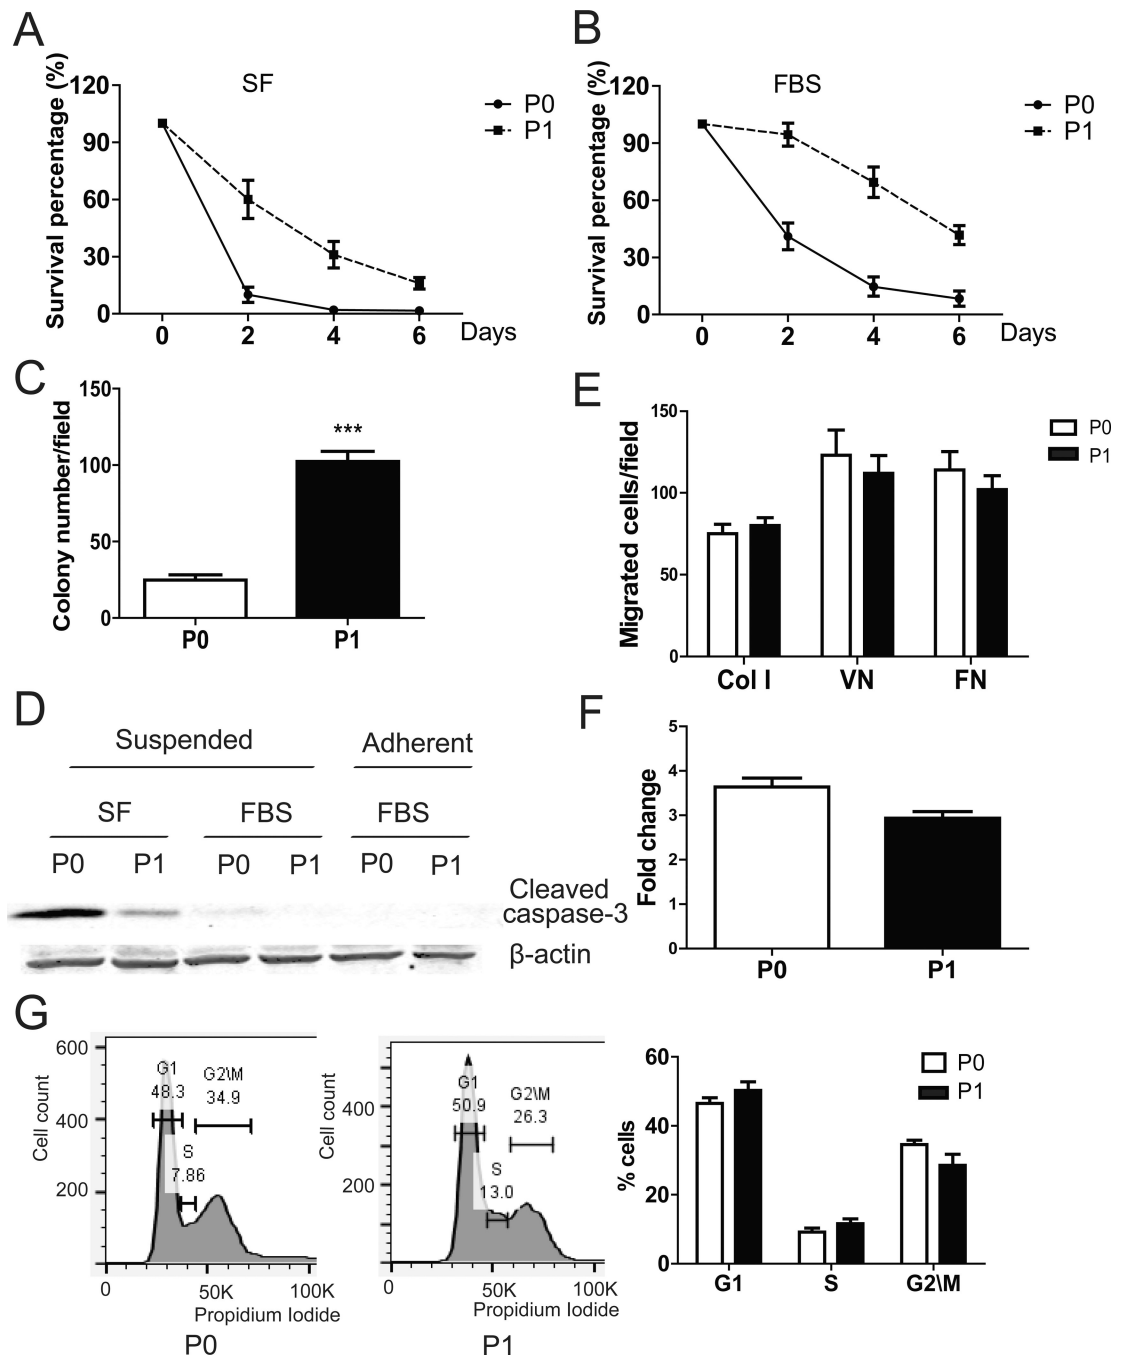 A
SF
Survival percentage (%)
120
90
60
30
0
0 2 4 6 Days
P0
P1
B
FBS
Survival percentage (%)
120
90
60
30
0
0 2 4 6 Days
P0
P1
C
Colony number/field
150
100
50
0
***
P0 P1
E
Migrated cells/field
150
100
50
0
Col I VN FN
P0
P1
D
Suspended Adherent
SF FBS FBS
P0 P1 P0 P1 P0 P1
Cleaved
caspase-3
β-actin
F
Fold change
5
4
3
2
1
0
P0 P1
G
Cell count
600
400
200
G1
48.3
G2\M
34.9
S
7.86
0 50K 100K
Propidium Iodide
P0
Cell count
400
200
G1
50.9
G2\M
26.3
S
13.0
0 50K 100K
Propidium Iodide
P1
% cells
60
40
20
0
G1 S G2\M
P0
P1